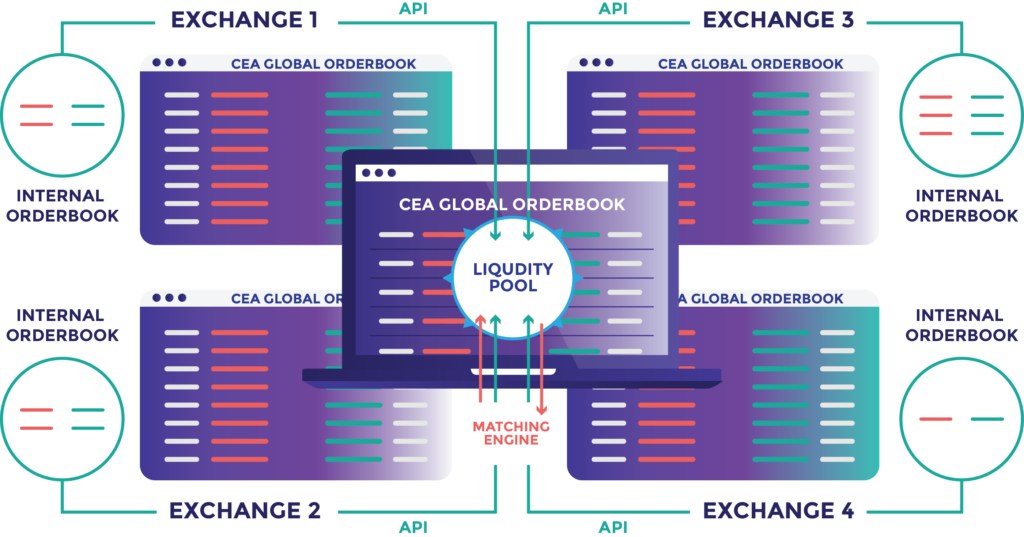 API
API
EXCHANGE 1
EXCHANGE 3
CEA GLOBAL ORDERBOOK
CEA GLOBAL ORDERBOOK
INTERNAL
ORDERBOOK
INTERNAL
ORDERBOOK
CEA GLOBAL ORDERBOOK
LIQUDITY
POOL
CEA GLOBAL OR
A GLOBAL ORDERBOOK
INTERNAL
ORDERBOOK
INTERNAL
ORDERBOOK
MATCHING
ENGINE
EXCHANGE 2
EXCHANGE 4
API
API